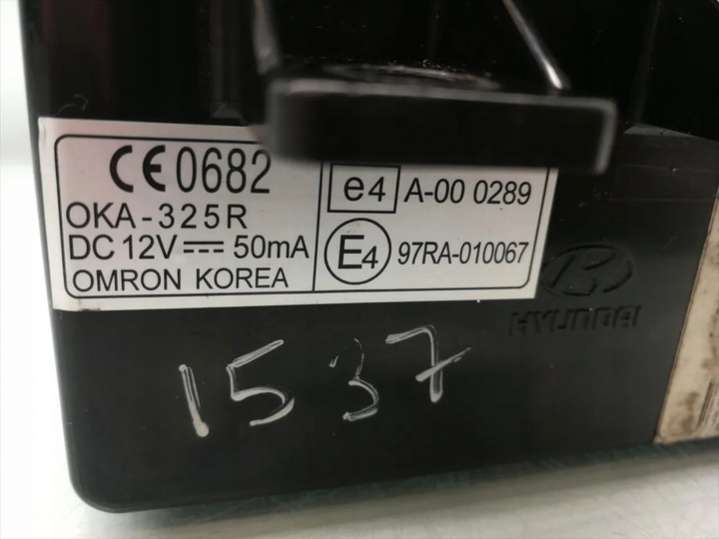 CE0682
OKA-325R
DC 12V ⎓ 50mA
OMRON KOREA
e4 A-00 0289
E4 97RA-010067
HYUNDAI
1537